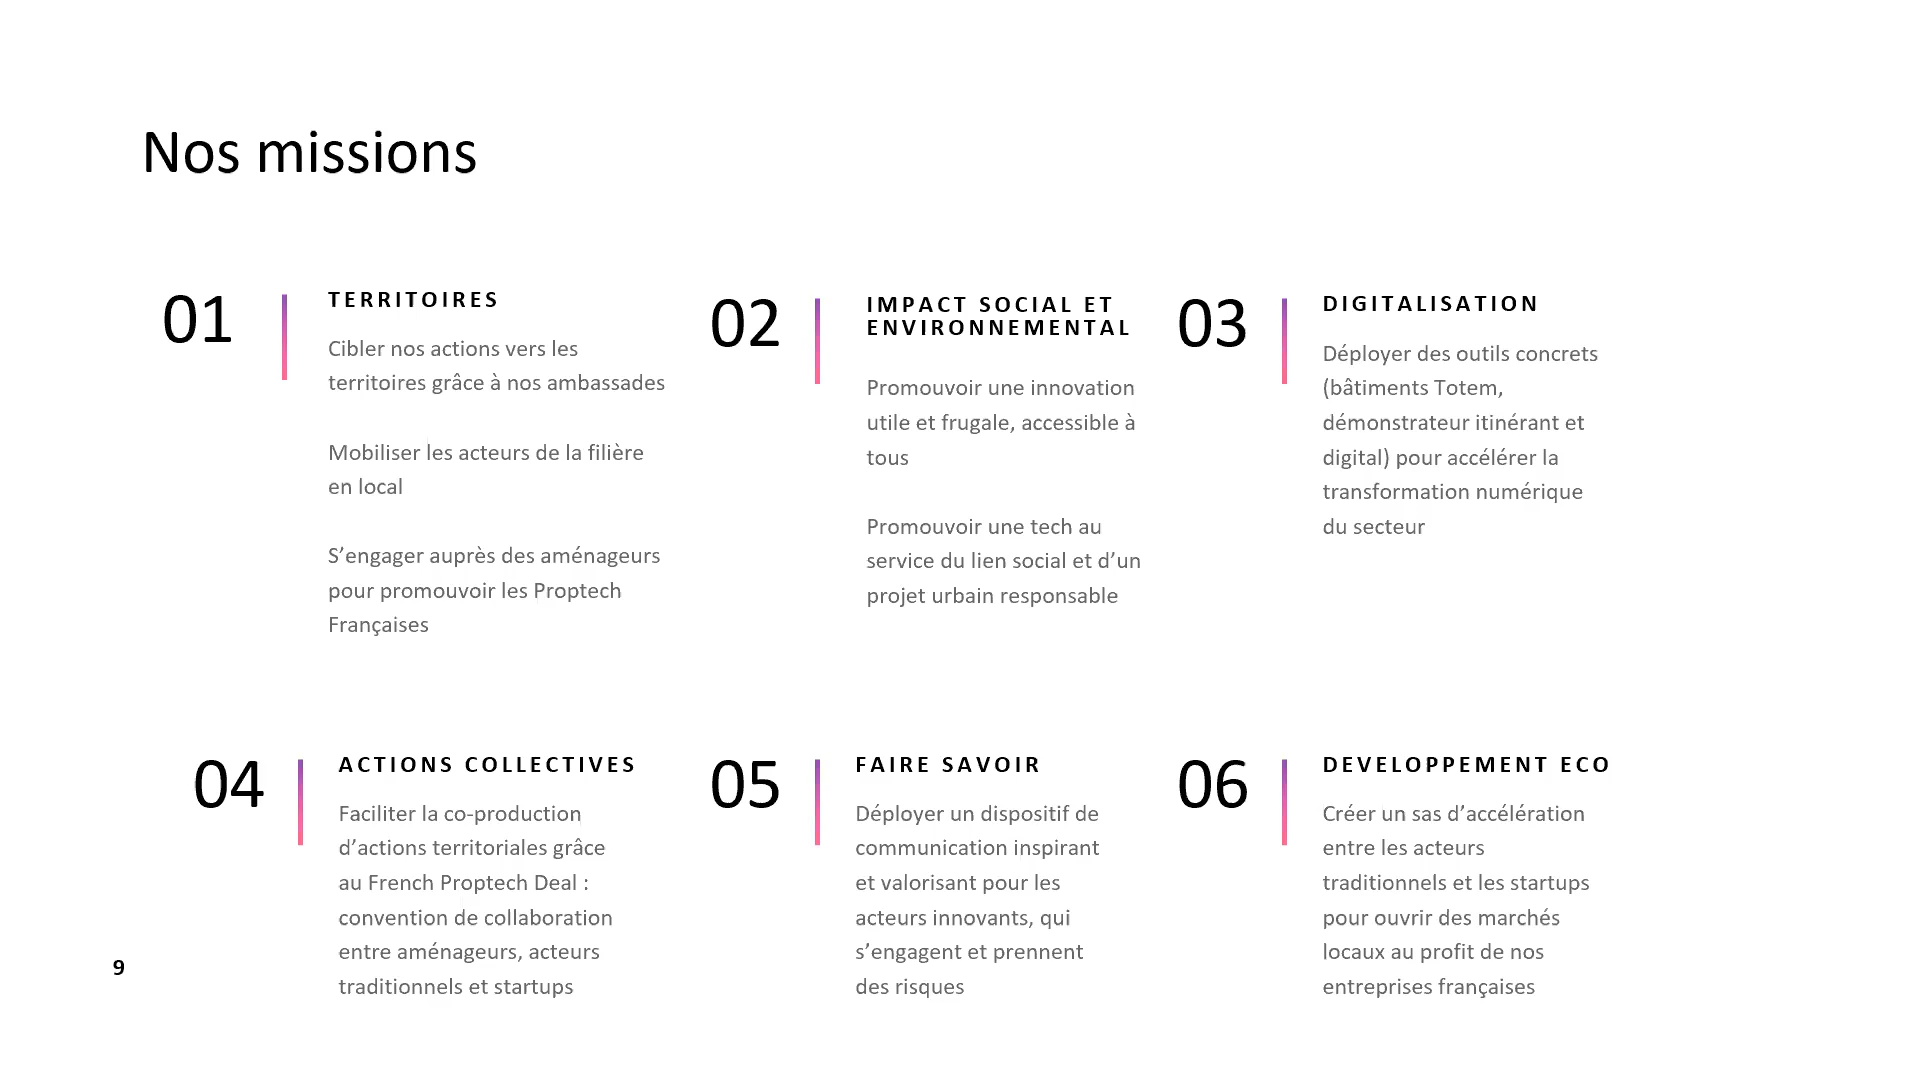 Nos missions
01
TERRITOIRES
Cibler nos actions vers les
territoires grâce à nos ambassades
Mobiliser les acteurs de la filière
en local
S’engager auprès des aménageurs
pour promouvoir les Proptech
Françaises
02
IMPACT SOCIAL ET
ENVIRONNEMENTAL
Promouvoir une innovation
utile et frugale, accessible à
tous
Promouvoir une tech au
service du lien social et d’un
projet urbain responsable
03
DIGITALISATION
Déployer des outils concrets
(bâtiments Totem,
démonstrateur itinérant et
digital) pour accélérer la
transformation numérique
du secteur
04
ACTIONS COLLECTIVES
Faciliter la co-production
d’actions territoriales grâce
au French Proptech Deal :
convention de collaboration
entre aménageurs, acteurs
traditionnels et startups
05
FAIRE SAVOIR
Déployer un dispositif de
communication inspirant
et valorisant pour les
acteurs innovants, qui
s’engagent et prennent
des risques
06
DEVELOPPEMENT ECO
Créer un sas d’accélération
entre les acteurs
traditionnels et les startups
pour ouvrir des marchés
locaux au profit de nos
entreprises françaises
9